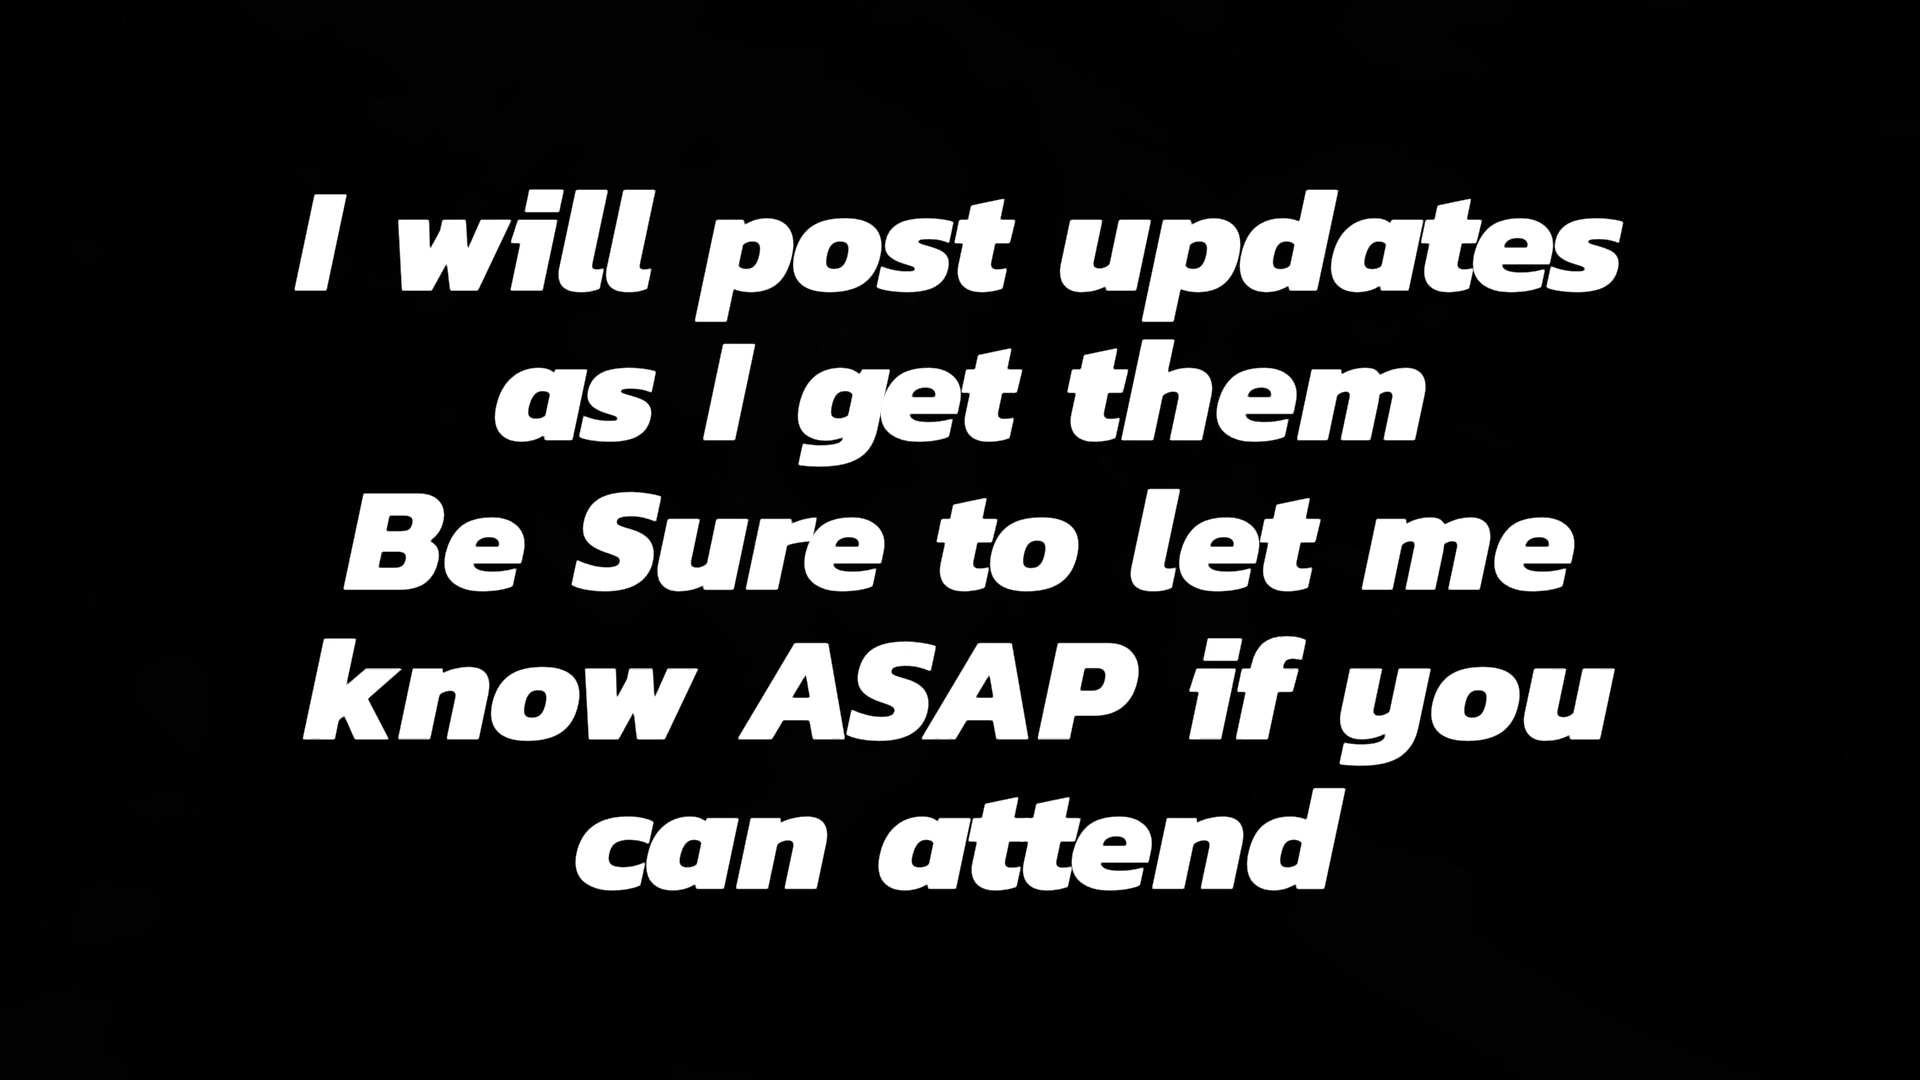 I will post updates
as I get them
Be Sure to let me
know ASAP if you
can attend